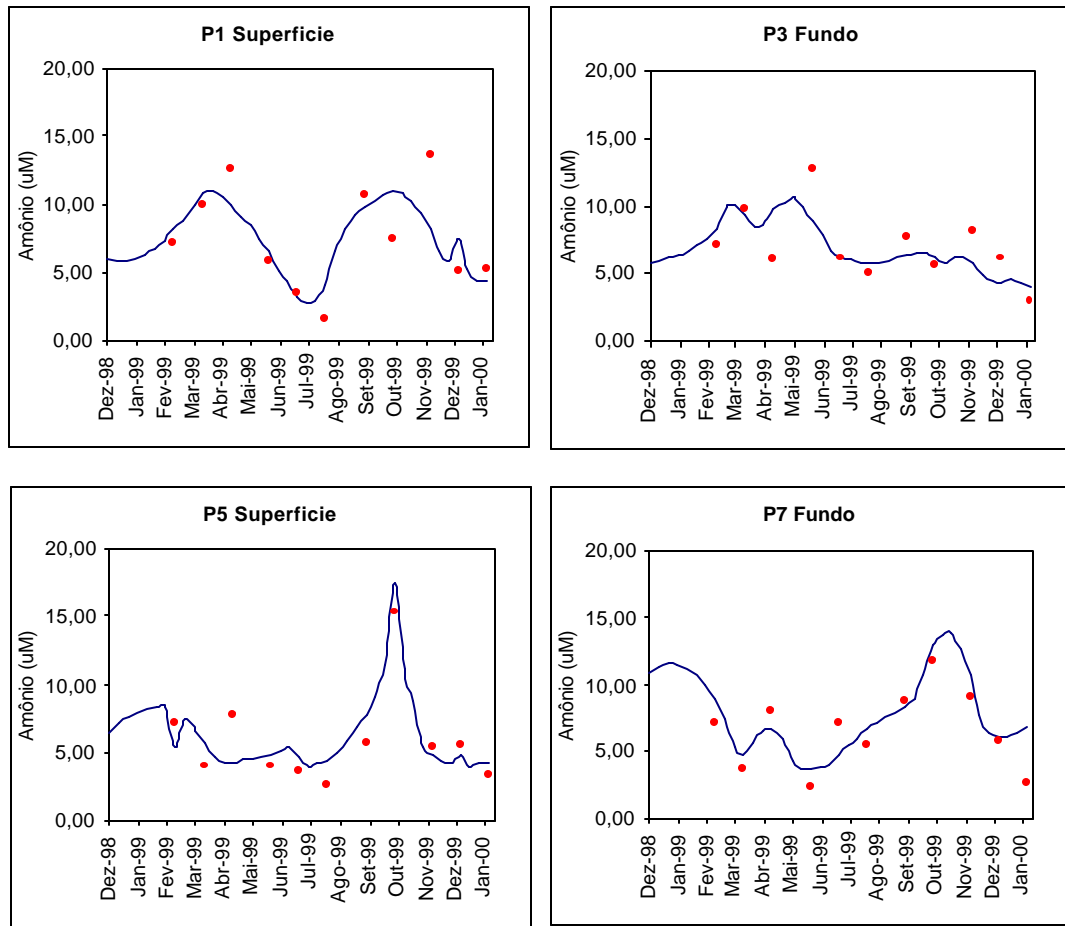 P1 Superficie
Amônio (uM)
20,00
15,00
10,00
5,00
0,00
Dez-98
Jan-99
Fev-99
Mar-99
Abr-99
Mai-99
Jun-99
Jul-99
Ago-99
Set-99
Out-99
Nov-99
Dez-99
Jan-00
P3 Fundo
Amônio (uM)
20,00
15,00
10,00
5,00
0,00
Dez-98
Jan-99
Fev-99
Mar-99
Abr-99
Mai-99
Jun-99
Jul-99
Ago-99
Set-99
Out-99
Nov-99
Dez-99
Jan-00
P5 Superficie
Amônio (uM)
20,00
15,00
10,00
5,00
0,00
Dez-98
Jan-99
Fev-99
Mar-99
Abr-99
Mai-99
Jun-99
Jul-99
Ago-99
Set-99
Out-99
Nov-99
Dez-99
Jan-00
P7 Fundo
Amônio (uM)
20,00
15,00
10,00
5,00
0,00
Dez-98
Jan-99
Fev-99
Mar-99
Abr-99
Mai-99
Jun-99
Jul-99
Ago-99
Set-99
Out-99
Nov-99
Dez-99
Jan-00